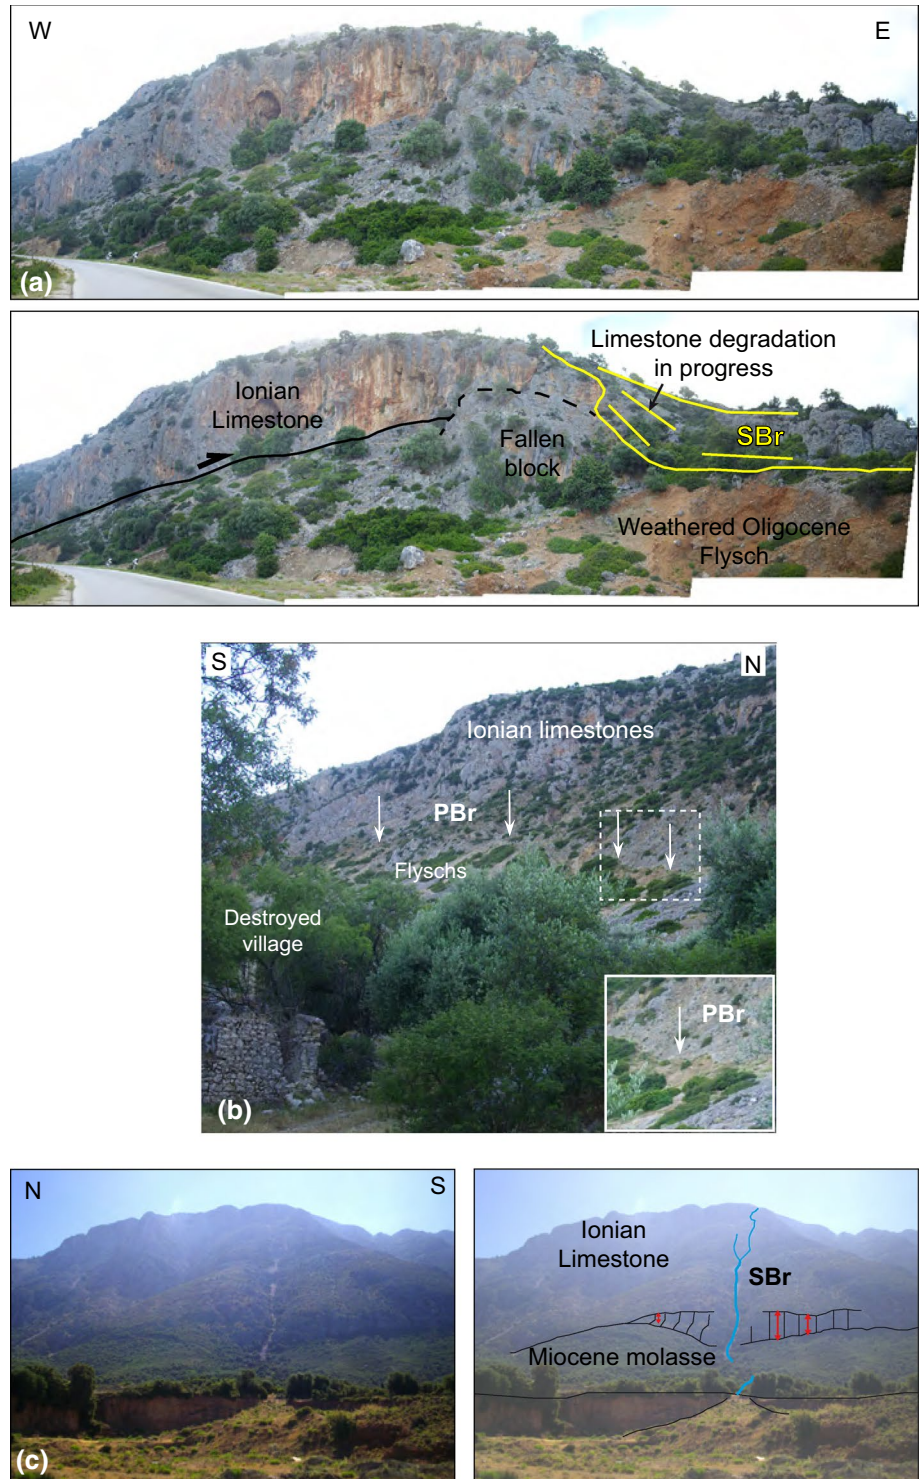 W
E
(a)
Limestone degradation
in progress
Ionian
Limestone
SBr
Fallen
block
Weathered Oligocene
Flysch
S
N
Ionian limestones
PBr
Flyschs
Destroyed
village
PBr
(b)
N
S
Ionian
Limestone
SBr
Miocene molasse
(c)